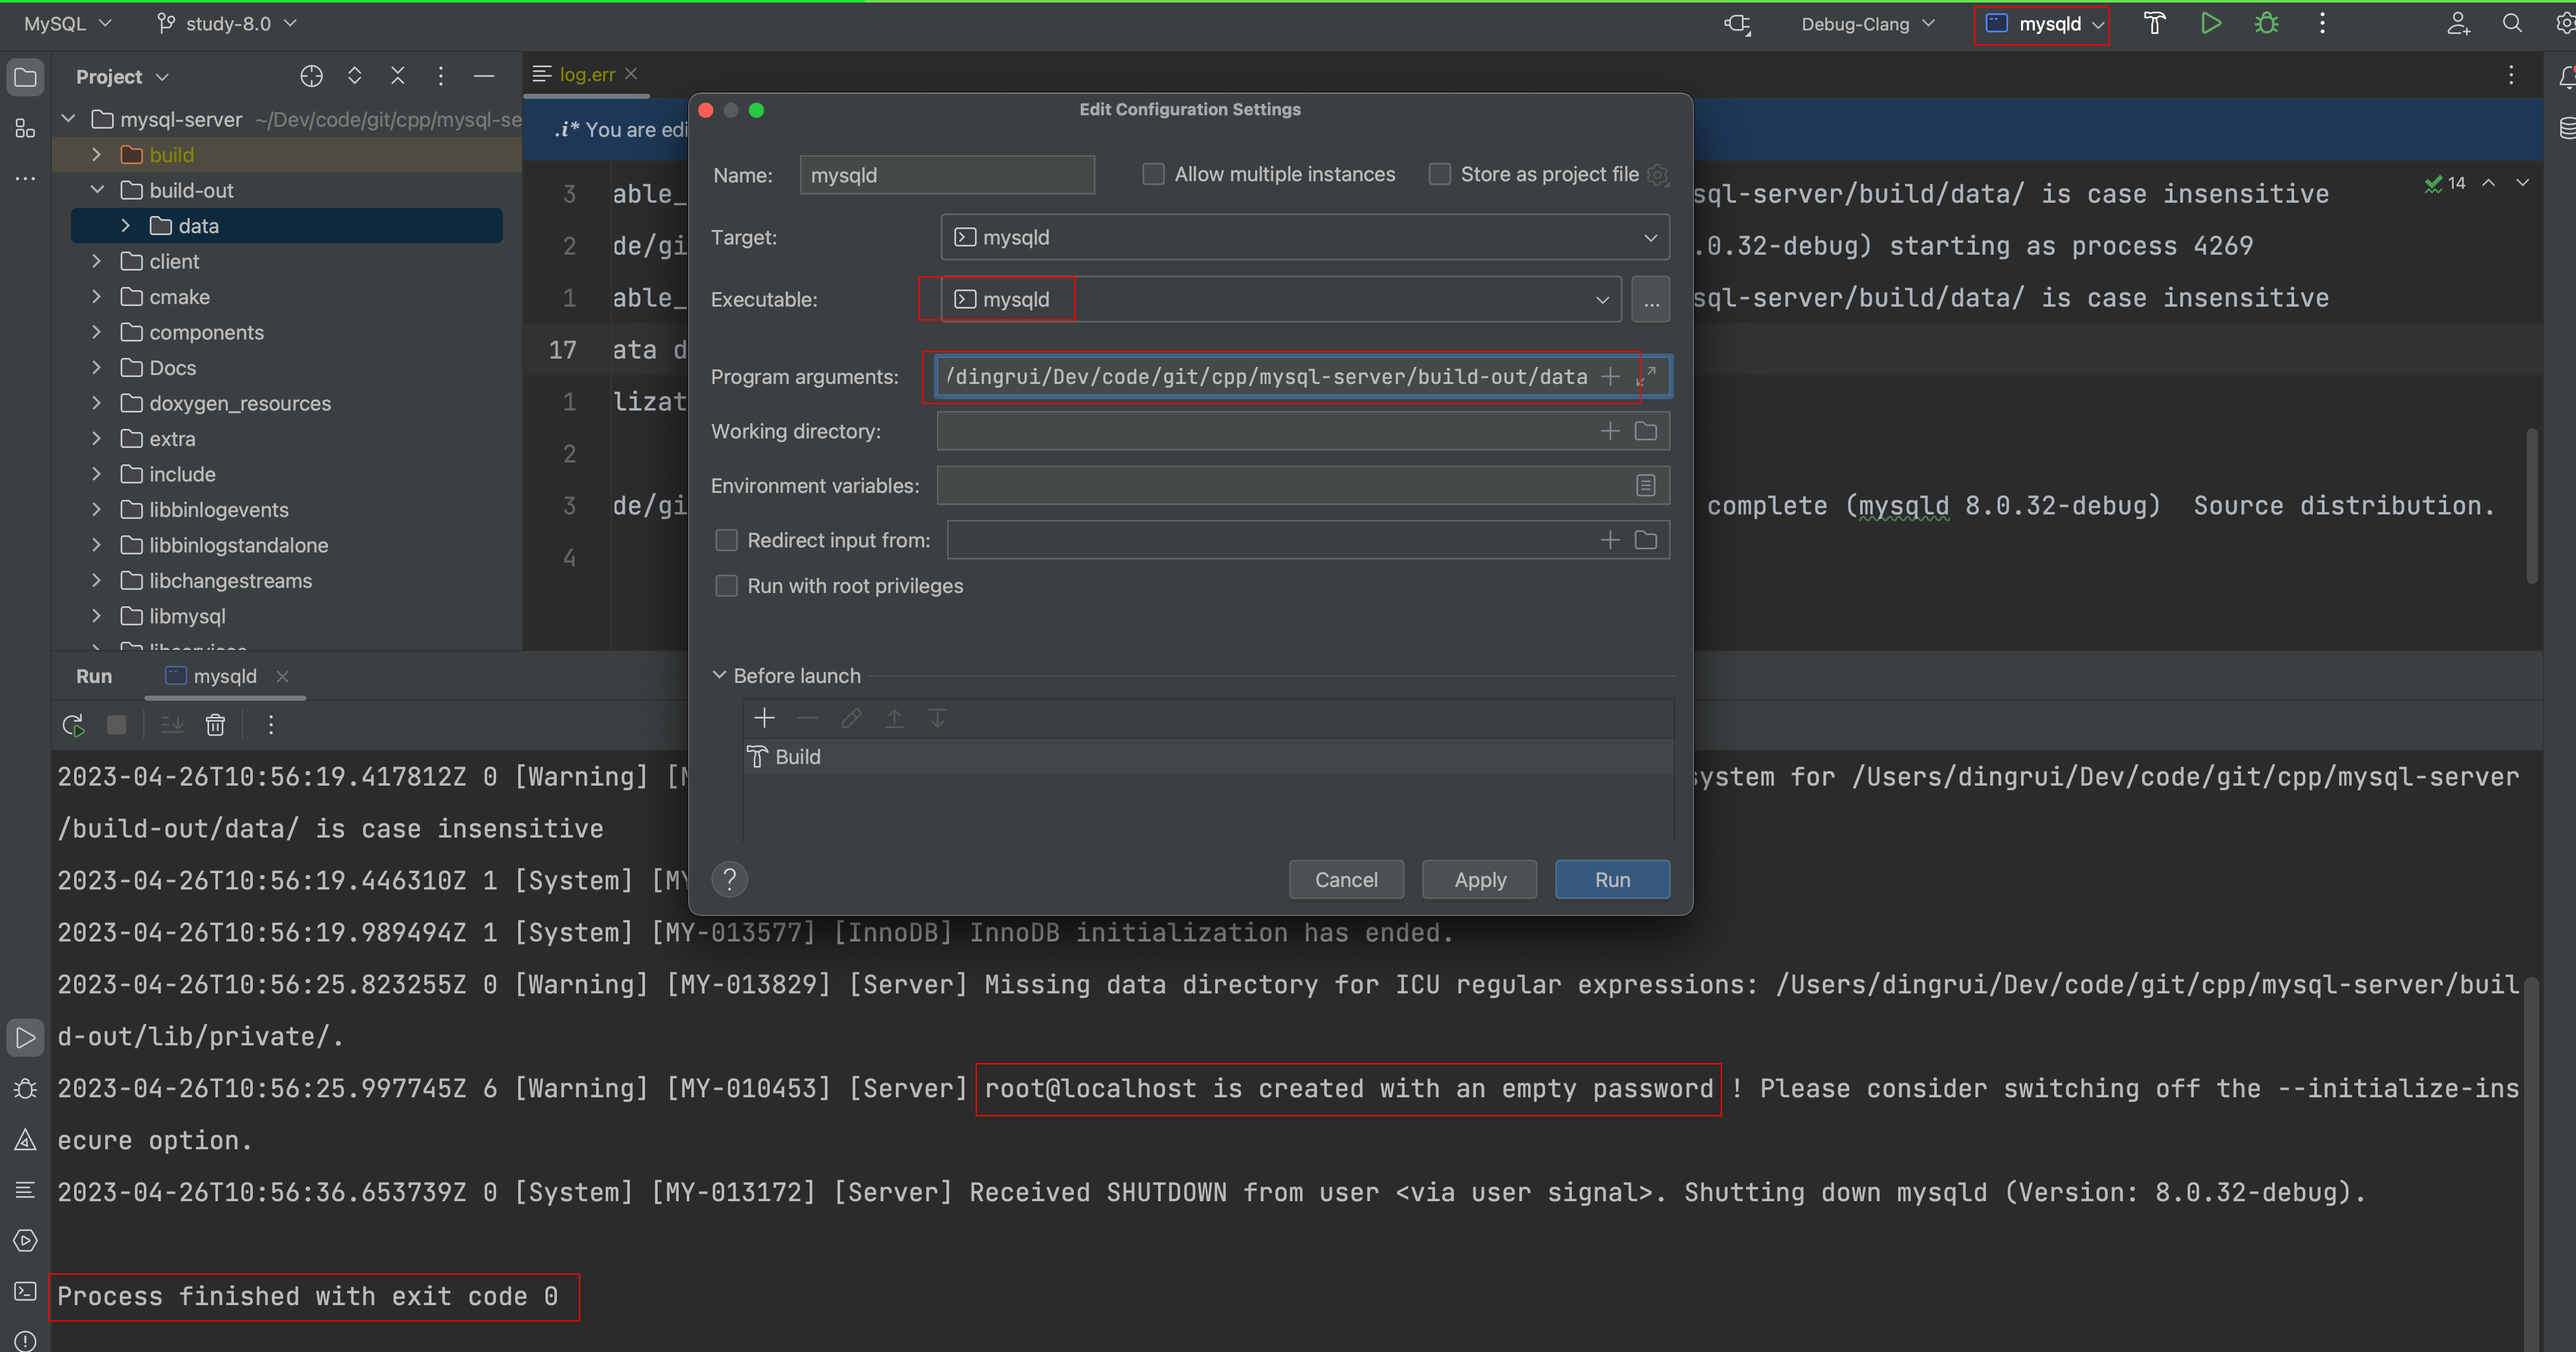 MySQL
study-8.0
Debug-Clang
mysqld
Project
log.err
mysql-server ~/Dev/code/git/cpp/mysql-se
build
build-out
data
client
cmake
components
Docs
doxygen_resources
extra
include
libbinlogevents
libbinlogstandalone
libchangestreams
libmysql
.i* You are edi
14
3 able_
sql-server/build/data/ is case insensitive
2 de/gi
.0.32-debug) starting as process 4269
1 able_
sql-server/build/data/ is case insensitive
17 ata d
1 lizat
2
3 de/gi
complete (mysqld 8.0.32-debug)  Source distribution.
4
Edit Configuration Settings
Name: mysqld
Allow multiple instances
Store as project file
Target: mysqld
Executable: mysqld
...
Program arguments: /dingrui/Dev/code/git/cpp/mysql-server/build-out/data
Working directory:
Environment variables:
Redirect input from:
Run with root privileges
Before launch
Build
?
Cancel
Apply
Run
Run
mysqld
2023-04-26T10:56:19.417812Z 0 [Warning] [M
ystem for /Users/dingrui/Dev/code/git/cpp/mysql-server
/build-out/data/ is case insensitive
2023-04-26T10:56:19.446310Z 1 [System] [MY
2023-04-26T10:56:19.989494Z 1 [System] [MY-013577] [InnoDB] InnoDB initialization has ended.
2023-04-26T10:56:25.823255Z 0 [Warning] [MY-013829] [Server] Missing data directory for ICU regular expressions: /Users/dingrui/Dev/code/git/cpp/mysql-server/buil
d-out/lib/private/.
2023-04-26T10:56:25.997745Z 6 [Warning] [MY-010453] [Server] root@localhost is created with an empty password ! Please consider switching off the --initialize-ins
ecure option.
2023-04-26T10:56:36.653739Z 0 [System] [MY-013172] [Server] Received SHUTDOWN from user <via user signal>. Shutting down mysqld (Version: 8.0.32-debug).
Process finished with exit code 0